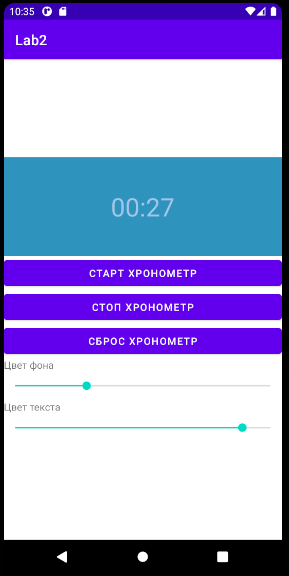 10:35
Lab2
00:27
СТАРТ ХРОНОМЕТР
СТОП ХРОНОМЕТР
СБРОС ХРОНОМЕТР
Цвет фона
Цвет текста